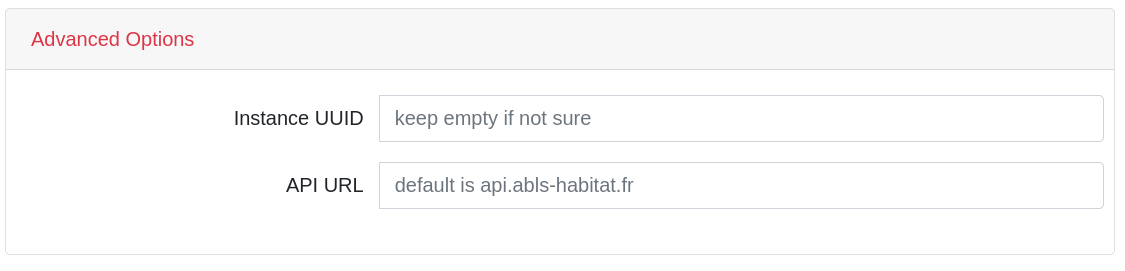 Advanced Options
Instance UUID keep empty if not sure
API URL default is api.abls-habitat.fr